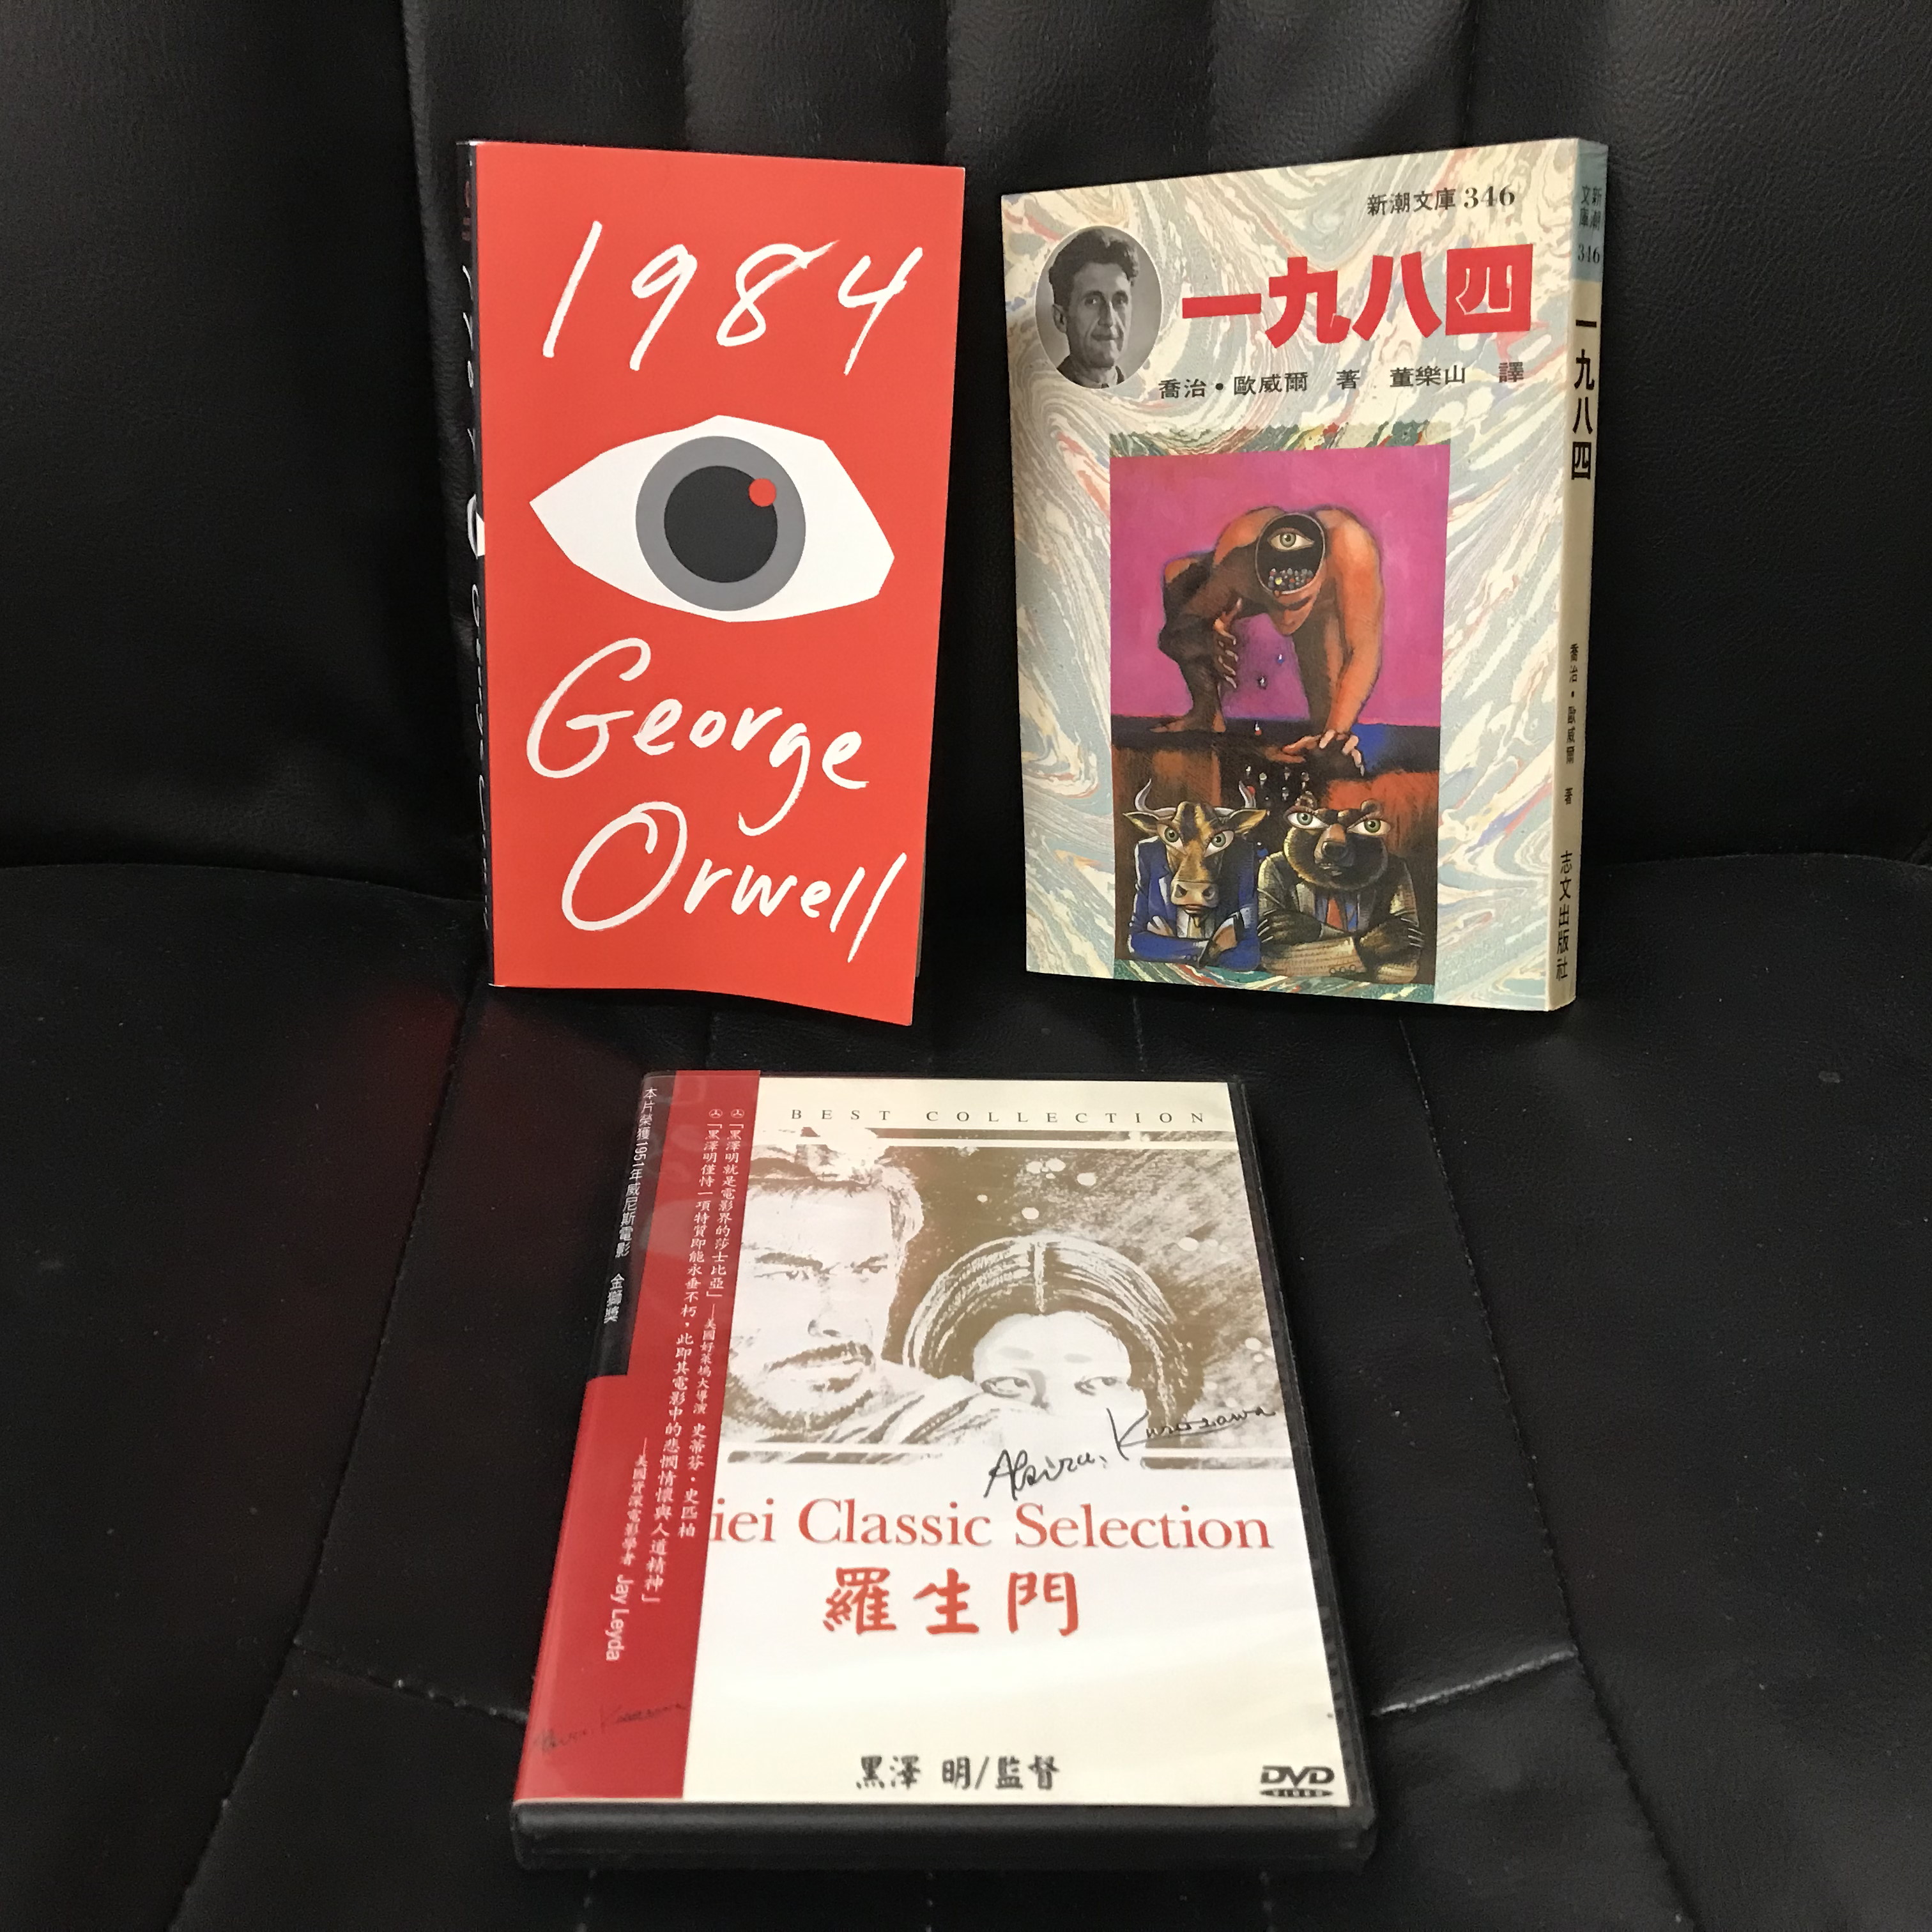 1984
George
Orwell
新潮文庫 346
一九八四
喬治・歐威爾 著 董樂山 譯
新潮文庫
346
一九八四
喬治・歐威爾 著
志文出版社
BEST COLLECTION
Akira Kurosawa
iei Classic Selection
羅生門
黑澤 明/監督
DVD
VIDEO
「黑澤明就是電影界的莎士比亞」—美國好萊塢大導演 史蒂芬・史匹柏
「黑澤明僅恃一項特質即能永垂不朽，此即其電影中的悲憫情懷與人道精神」
—美國資深電影學者 Jay Leyda
本片榮獲1951年威尼斯電影 金獅獎